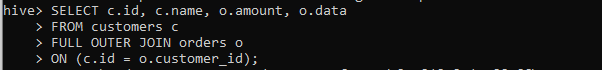 hive> SELECT c.id, c.name, o.amount, o.data
> FROM customers c
> FULL OUTER JOIN orders o
> ON (c.id = o.customer_id);